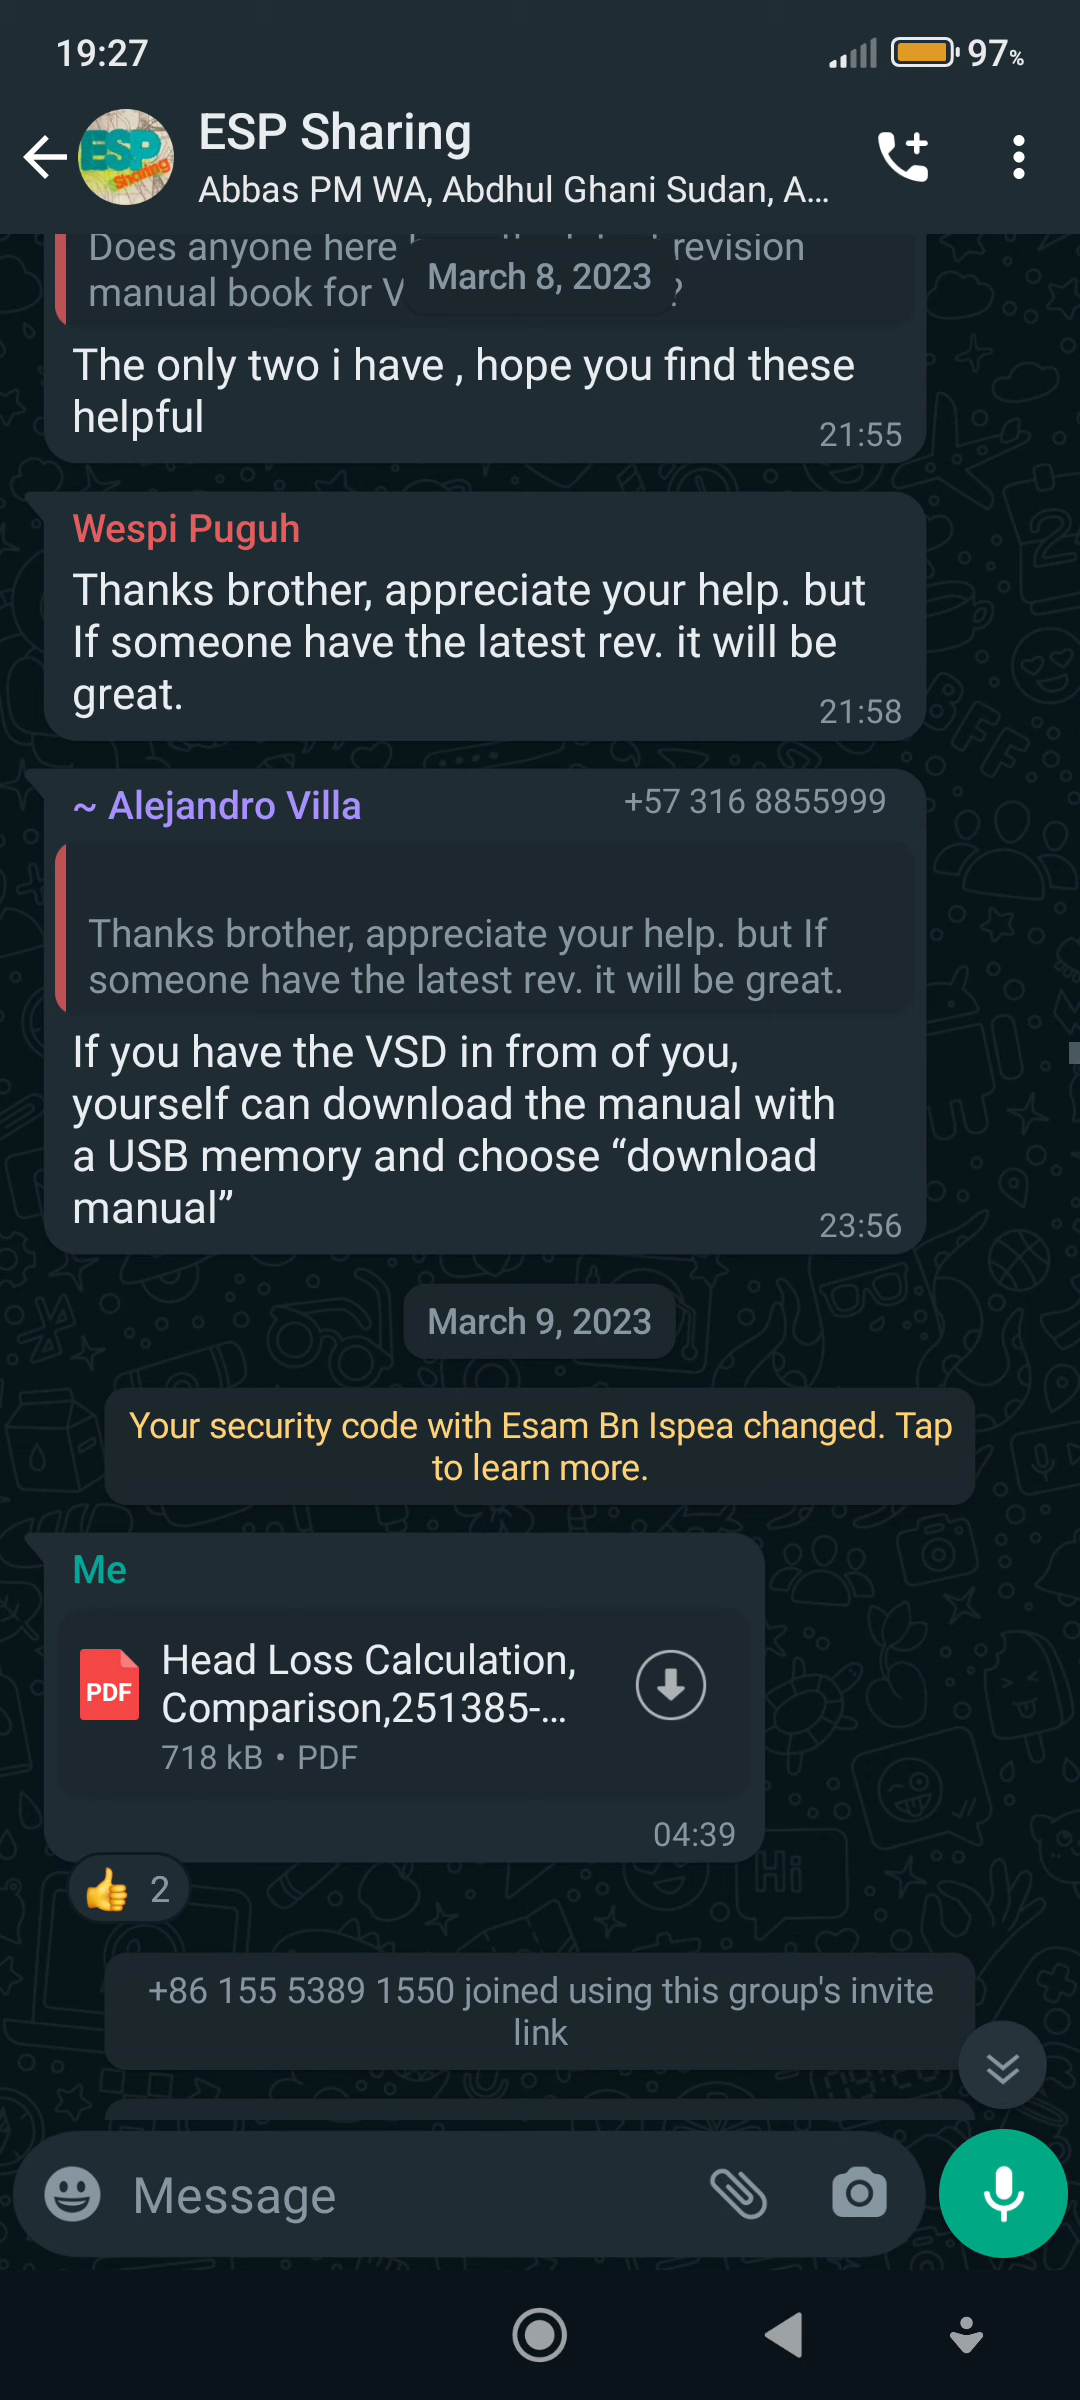 19:27
97%
ESP Sharing
ESP Sharing
Abbas PM WA, Abdhul Ghani Sudan, A...
Does anyone here revision
manual book for V ?
March 8, 2023
The only two i have , hope you find these
helpful
21:55
Wespi Puguh
Thanks brother, appreciate your help. but
If someone have the latest rev. it will be
great.
21:58
~ Alejandro Villa +57 316 8855999
Thanks brother, appreciate your help. but If
someone have the latest rev. it will be great.
If you have the VSD in from of you,
yourself can download the manual with
a USB memory and choose “download
manual”
23:56
March 9, 2023
Your security code with Esam Bn Ispea changed. Tap
to learn more.
Me
PDF
Head Loss Calculation,
Comparison,251385-...
718 kB • PDF
04:39
👍 2
+86 155 5389 1550 joined using this group's invite
link
Message